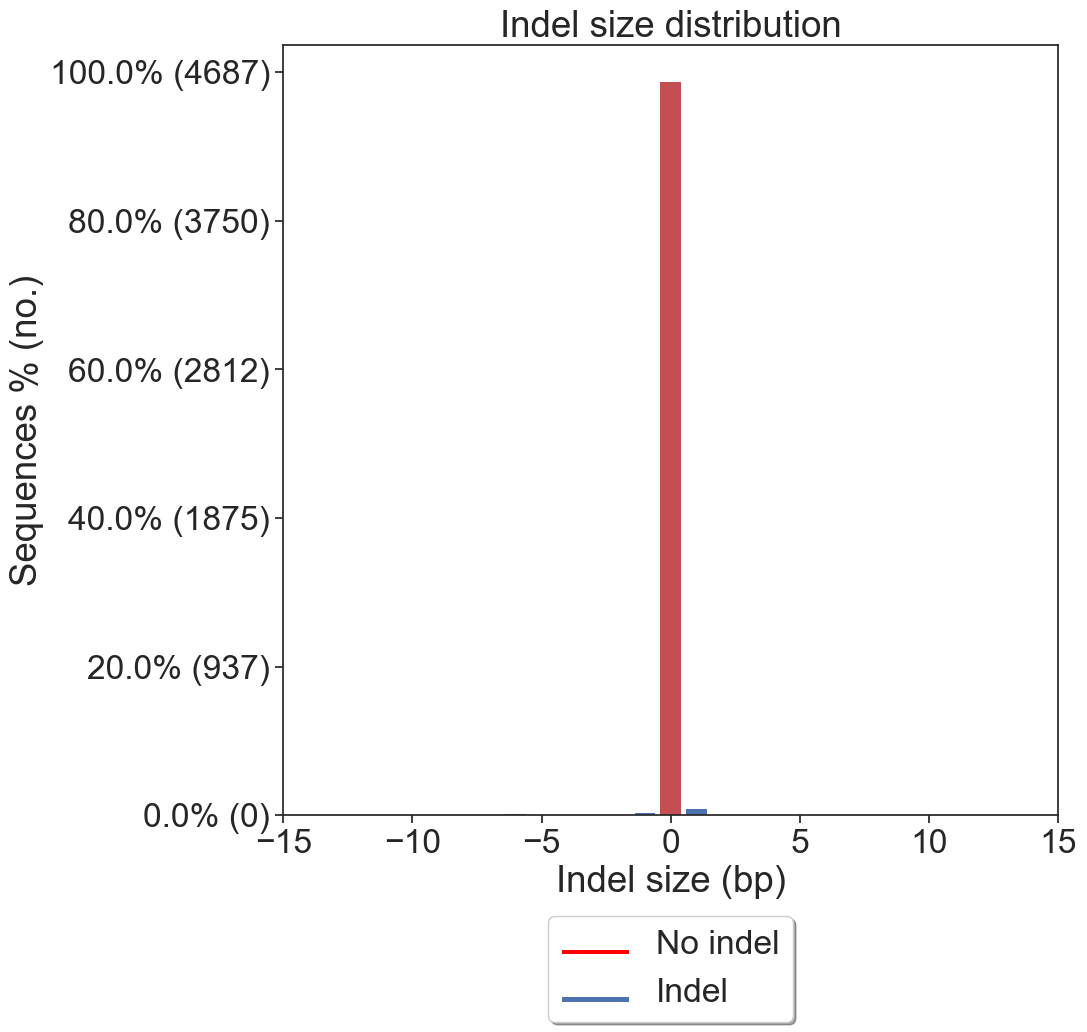 Indel size distribution
100.0% (4687)
80.0% (3750)
60.0% (2812)
40.0% (1875)
20.0% (937)
0.0% (0)
Sequences % (no.)
−15 −10 −5 0 5 10 15
Indel size (bp)
No indel
Indel